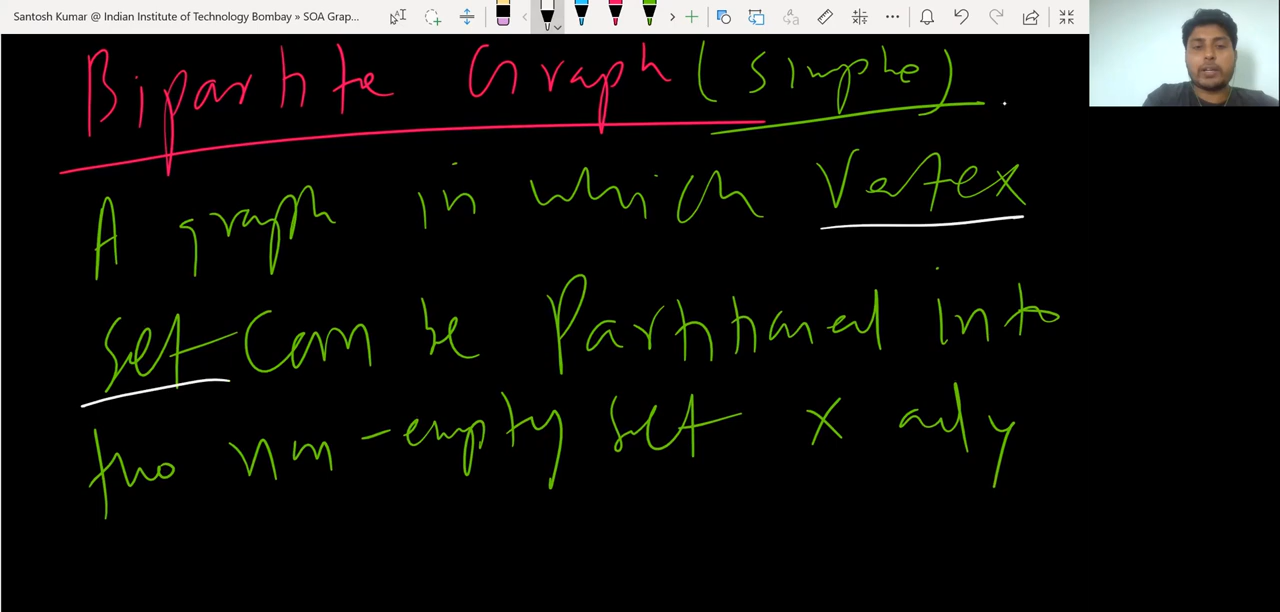 Santosh Kumar @ Indian Institute of Technology Bombay » SOA Grap...
Bipartite Graph (Simple)
A graph in which Vertex
set can be Partitioned into
two non-empty set X and y